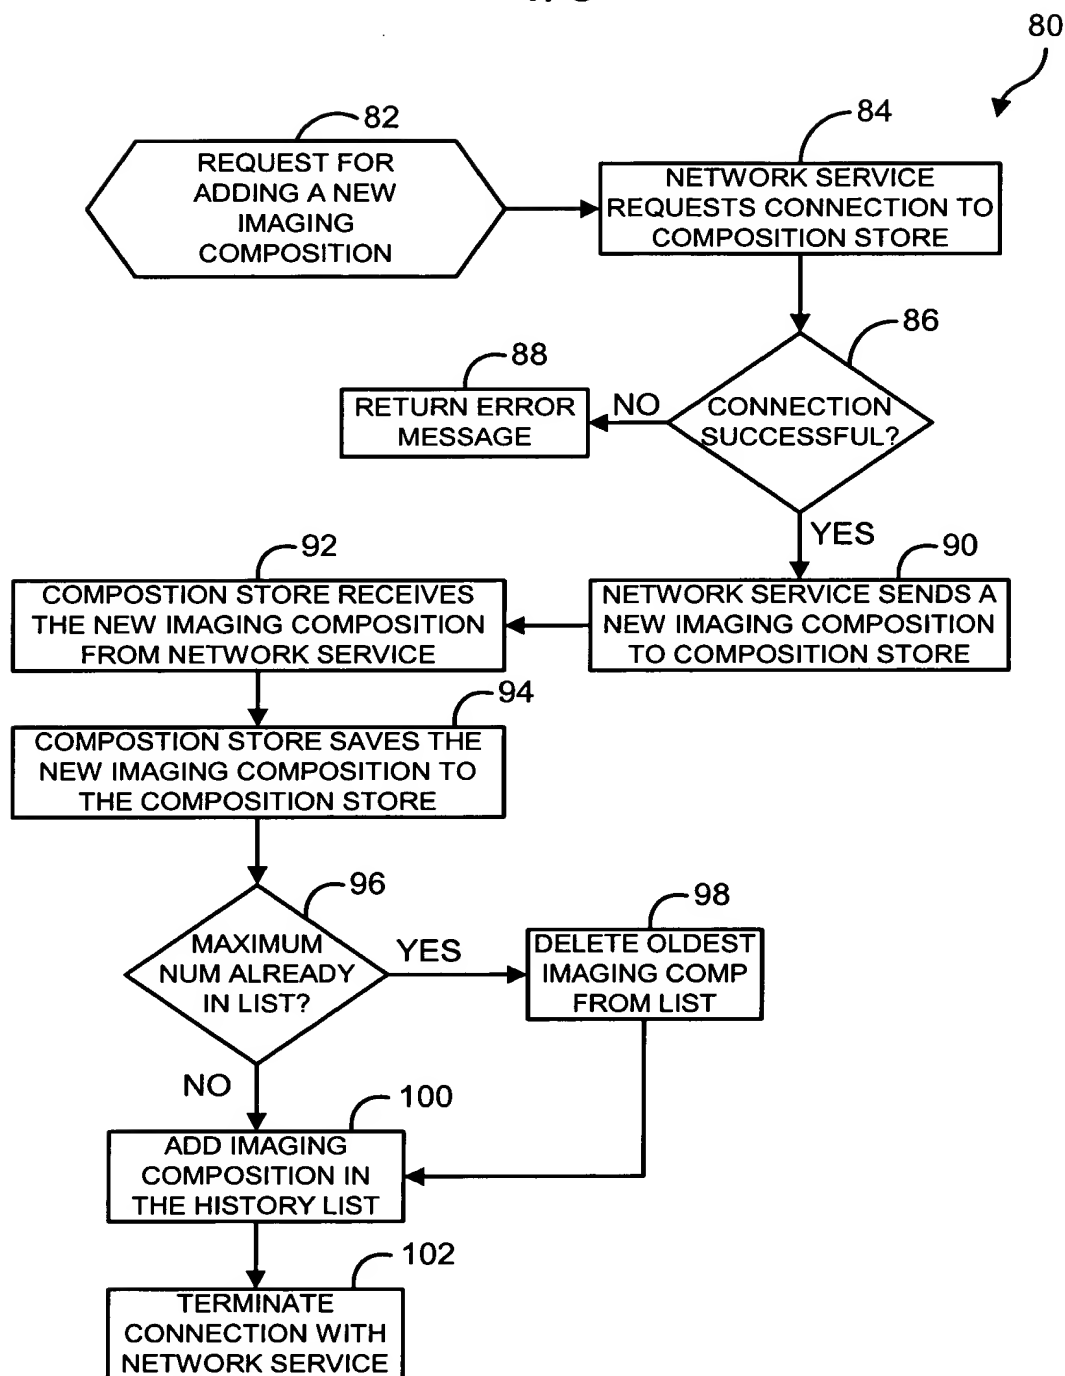 80
82
REQUEST FOR
ADDING A NEW
IMAGING
COMPOSITION
84
NETWORK SERVICE
REQUESTS CONNECTION TO
COMPOSITION STORE
86
CONNECTION
SUCCESSFUL?
88
RETURN ERROR
MESSAGE
NO
YES
90
NETWORK SERVICE SENDS A
NEW IMAGING COMPOSITION
TO COMPOSITION STORE
92
COMPOSTION STORE RECEIVES
THE NEW IMAGING COMPOSITION
FROM NETWORK SERVICE
94
COMPOSTION STORE SAVES THE
NEW IMAGING COMPOSITION TO
THE COMPOSITION STORE
96
MAXIMUM
NUM ALREADY
IN LIST?
YES
98
DELETE OLDEST
IMAGING COMP
FROM LIST
NO
100
ADD IMAGING
COMPOSITION IN
THE HISTORY LIST
102
TERMINATE
CONNECTION WITH
NETWORK SERVICE